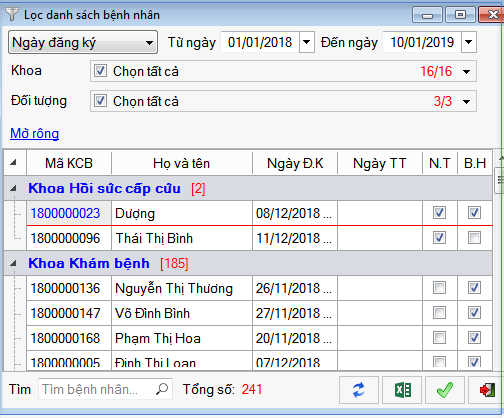 Lọc danh sách bệnh nhân
Ngày đăng ký Từ ngày 01/01/2018 Đến ngày 10/01/2019
Khoa Chọn tất cả 16/16
Đối tượng Chọn tất cả 3/3
Mở rộng
Mã KCB Họ và tên Ngày Đ.K Ngày TT N.T B.H
Khoa Hồi sức cấp cứu [2]
1800000023 Dượng 08/12/2018 ...
1800000096 Thái Thị Bình 11/12/2018 ...
Khoa Khám bệnh [185]
1800000136 Nguyễn Thị Thương 26/11/2018 ...
1800000147 Võ Đình Bình 27/11/2018 ...
1800000168 Phạm Thị Hoa 20/11/2018 ...
1800000005 Đinh Thị Loan 07/12/2018
Tìm Tìm bệnh nhân... Tổng số: 241